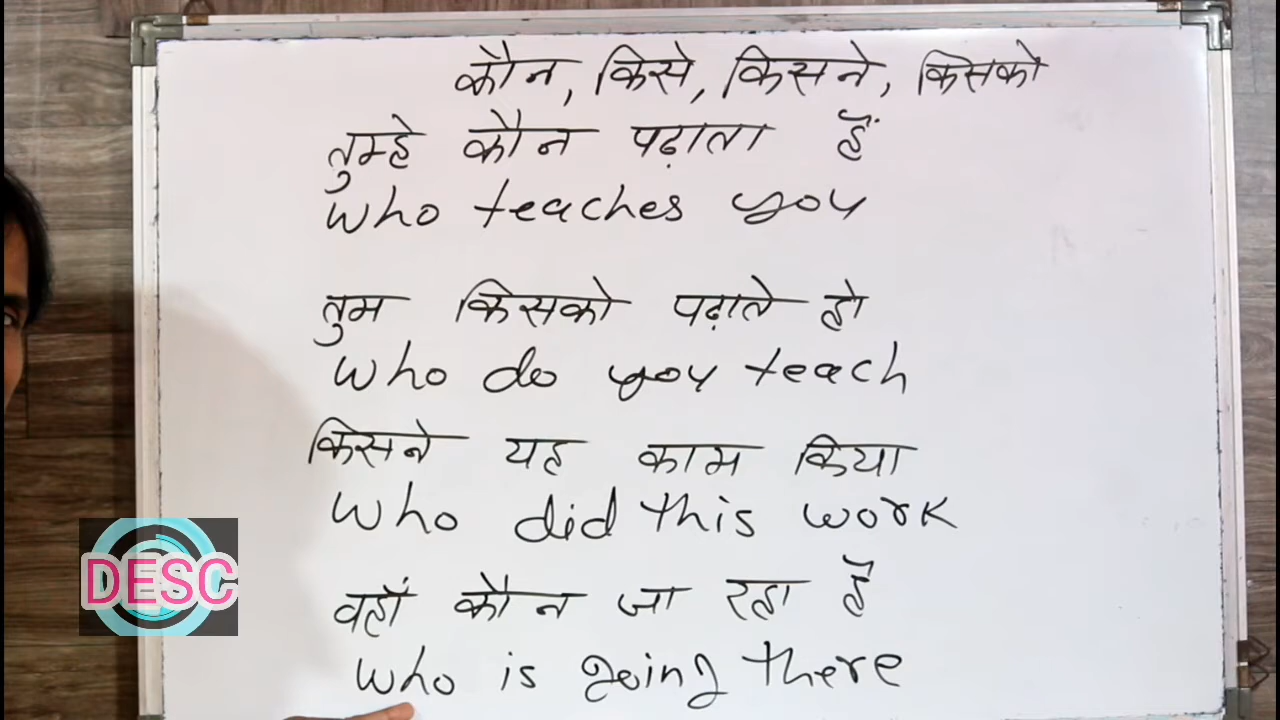 कौन, किसे, किसने, किसको
तुम्हे कौन पढ़ाता हैं
who teaches you
तुम किसको पढ़ाते हो
who do you teach
किसने यह काम किया
who did this work
DESC
वहाँ कौन जा रहा है
who is going there